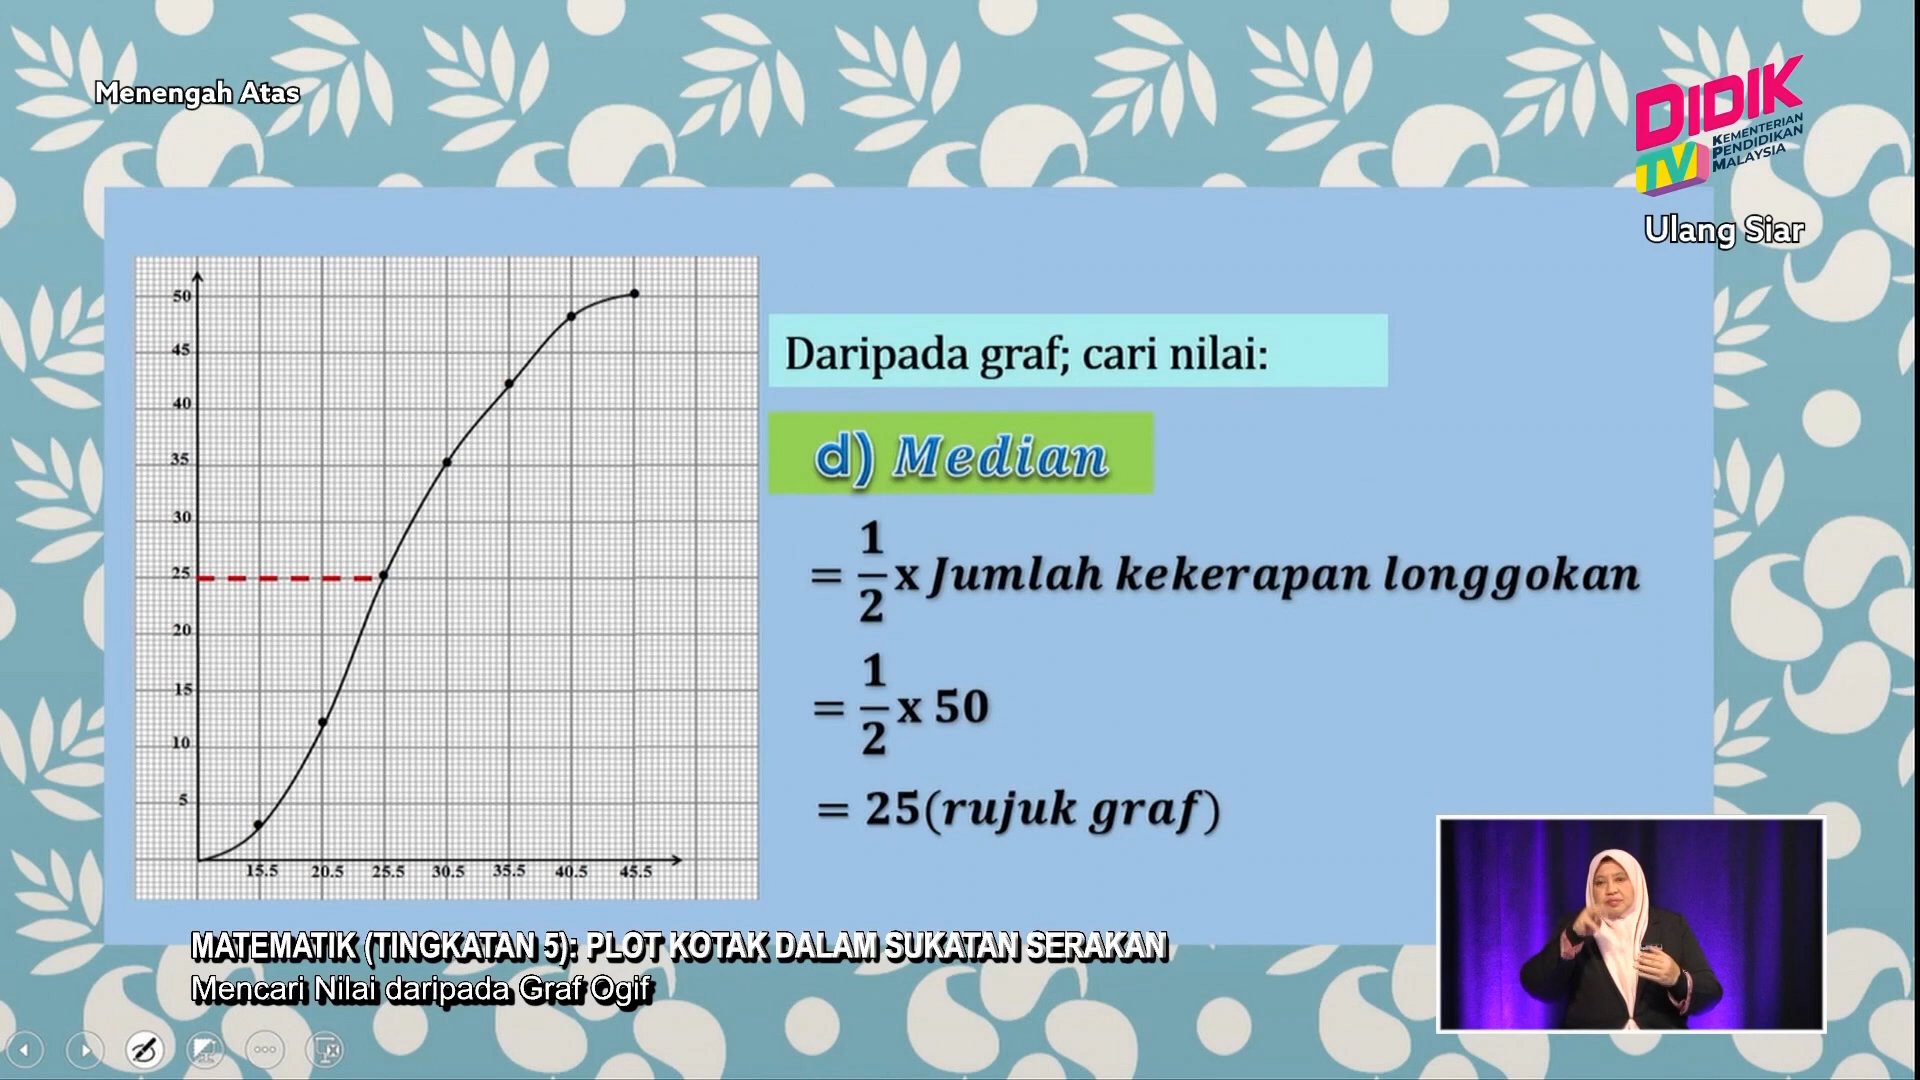 Menengah Atas
DIDIK
TV
KEMENTERIAN
PENDIDIKAN
MALAYSIA
Ulang Siar
50
45
40
35
30
25
20
15
10
5
15.5 20.5 25.5 30.5 35.5 40.5 45.5
Daripada graf; cari nilai:
d) Median
= 1/2 x Jumlah kekerapan longgokan
= 1/2 x 50
= 25(rujuk graf)
MATEMATIK (TINGKATAN 5): PLOT KOTAK DALAM SUKATAN SERAKAN
Mencari Nilai daripada Graf Ogif